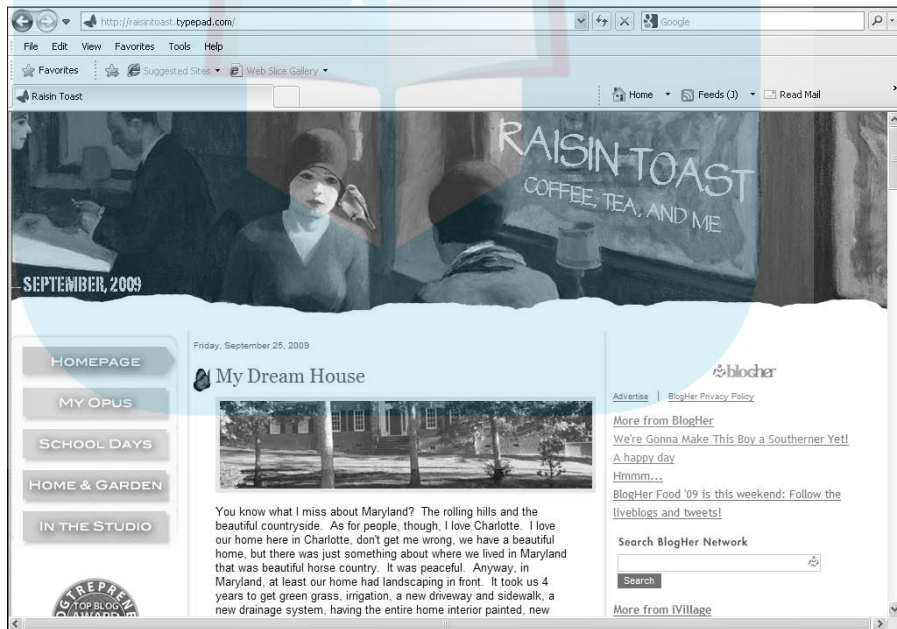 http://raisintoast.typepad.com/
Google
File Edit View Favorites Tools Help
Favorites Suggested Sites Web Slice Gallery
Raisin Toast
Home Feeds (J) Read Mail
RAISIN TOAST
COFFEE, TEA, AND ME
SEPTEMBER, 2009
HOMEPAGE
MY OPUS
SCHOOL DAYS
HOME & GARDEN
IN THE STUDIO
TOP BLOG
AWARD
Friday, September 25, 2009
My Dream House
You know what I miss about Maryland? The rolling hills and the
beautiful countryside. As for people, though, I love Charlotte. I love
our home here in Charlotte, don't get me wrong, we have a beautiful
home, but there was just something about where we lived in Maryland
that was beautiful horse country. It was peaceful. Anyway, in
Maryland, at least our home had landscaping in front. It took us 4
years to get green grass, irrigation, a new driveway and sidewalk, a
new drainage system, having the entire home interior painted, new
blogher
Advertise | BlogHer Privacy Policy
More from BlogHer
We're Gonna Make This Boy a Southerner Yet!
A happy day
Hmmm...
BlogHer Food '09 is this weekend: Follow the
liveblogs and tweets!
Search BlogHer Network
Search
More from iVillage